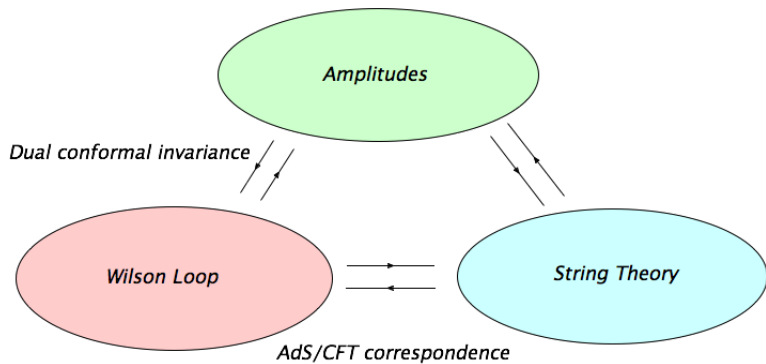 Amplitudes
Dual conformal invariance
Wilson Loop
String Theory
AdS/CFT correspondence